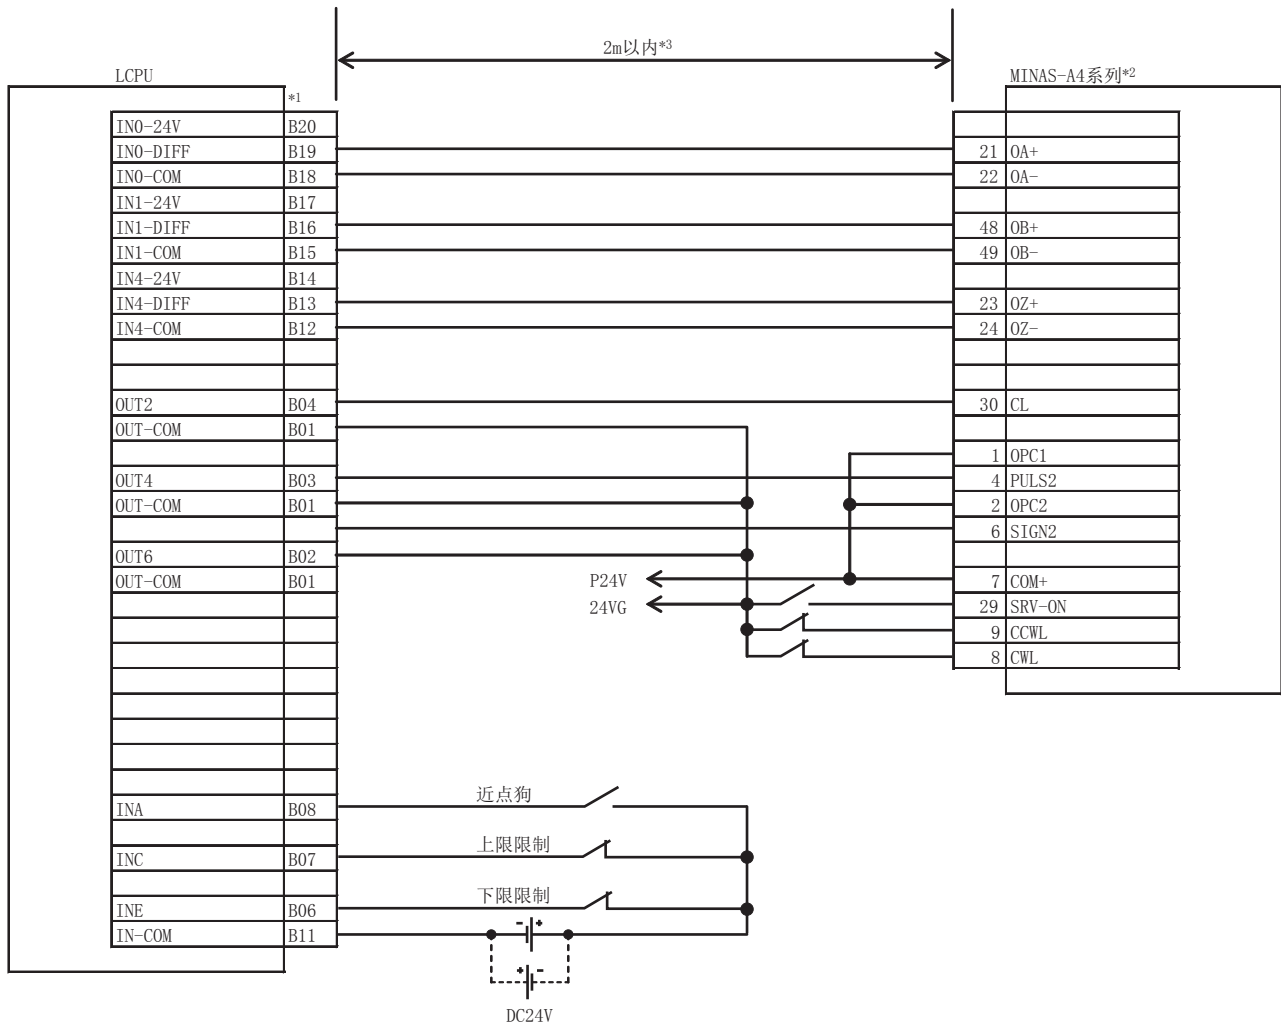 2m以内*3
LCPU
MINAS-A4系列*2
*1
IN0-24V B20
IN0-DIFF B19 21 OA+
IN0-COM B18 22 OA-
IN1-24V B17
IN1-DIFF B16 48 OB+
IN1-COM B15 49 OB-
IN4-24V B14
IN4-DIFF B13 23 OZ+
IN4-COM B12 24 OZ-
OUT2 B04 30 CL
OUT-COM B01
1 OPC1
OUT4 B03 4 PULS2
OUT-COM B01 2 OPC2
6 SIGN2
OUT6 B02
OUT-COM B01 P24V 7 COM+
24VG 29 SRV-ON
9 CCWL
8 CWL
近点狗
INA B08
上限限制
INC B07
下限限制
INE B06
IN-COM B11
- +
+ -
DC24V